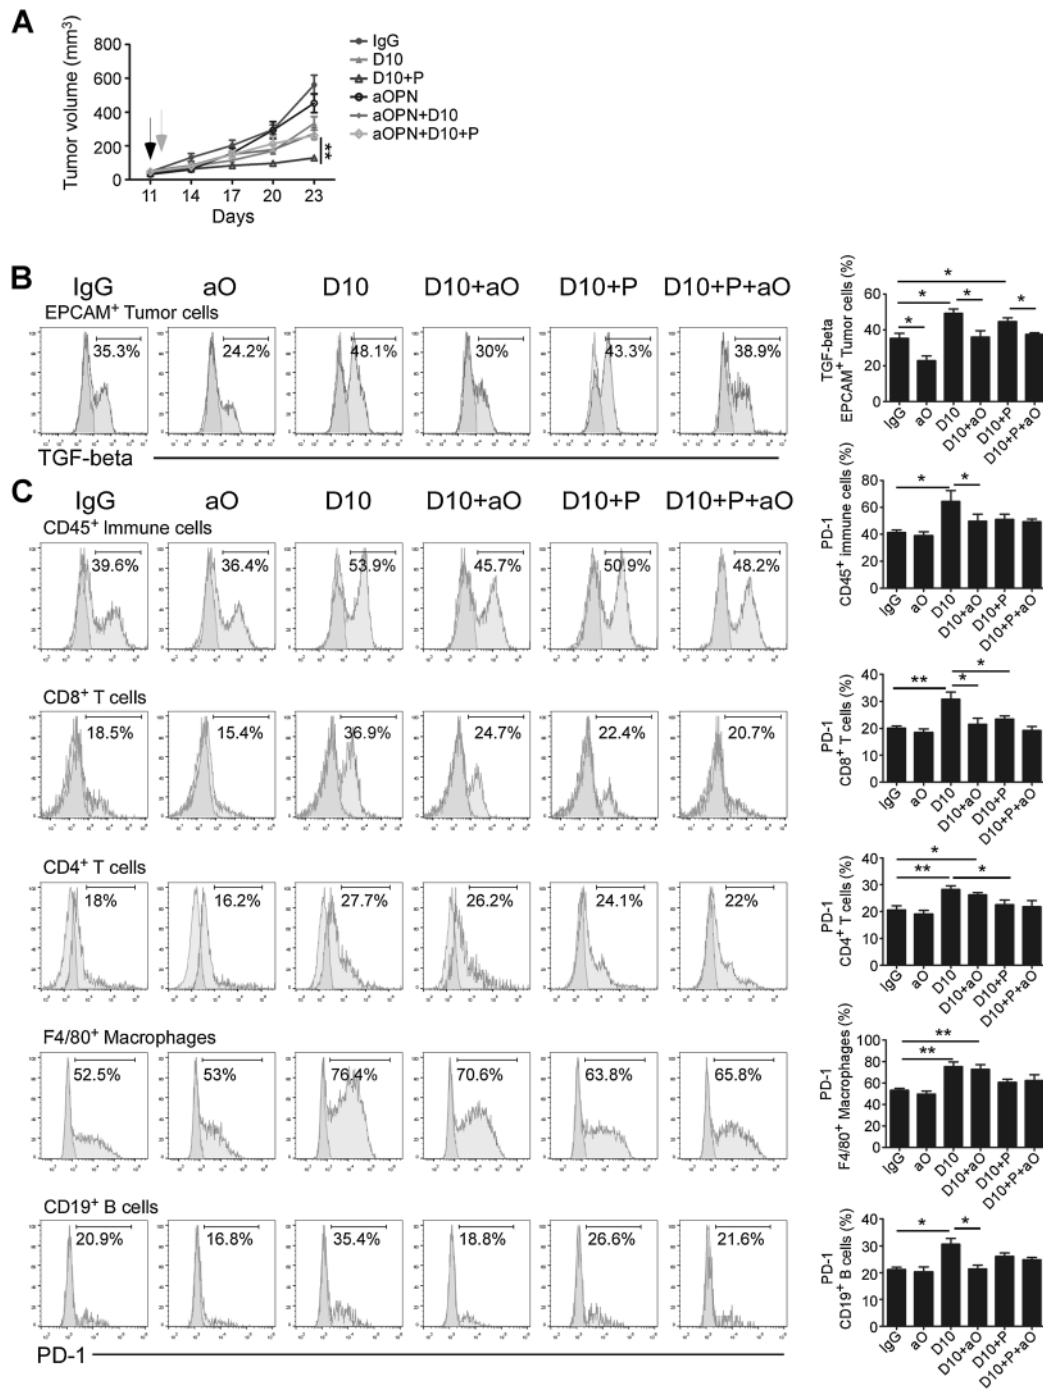 A
Tumor volume (mm³)
800
600
400
200
0
11 14 17 20 23
Days
**
IgG
D10
D10+P
aOPN
aOPN+D10
aOPN+D10+P
B
IgG aO D10 D10+aO D10+P D10+P+aO
EPCAM⁺ Tumor cells
35.3% 24.2% 48.1% 30% 43.3% 38.9%
TGF-beta
TGF-beta
EPCAM⁺ Tumor cells (%)
60
40
20
0
* * * * *
IgG aO D10 D10+aO D10+P D10+P+aO
C
IgG aO D10 D10+aO D10+P D10+P+aO
CD45⁺ Immune cells
39.6% 36.4% 53.9% 45.7% 50.9% 48.2%
PD-1
CD45⁺ immune cells (%)
80
60
40
20
0
* *
IgG aO D10 D10+aO D10+P D10+P+aO
CD8⁺ T cells
18.5% 15.4% 36.9% 24.7% 22.4% 20.7%
PD-1
CD8⁺ T cells (%)
40
30
20
10
0
** * *
IgG aO D10 D10+aO D10+P D10+P+aO
CD4⁺ T cells
18% 16.2% 27.7% 26.2% 24.1% 22%
PD-1
CD4⁺ T cells (%)
40
30
20
10
0
* ** *
IgG aO D10 D10+aO D10+P D10+P+aO
F4/80⁺ Macrophages
52.5% 53% 76.4% 70.6% 63.8% 65.8%
PD-1
F4/80⁺ Macrophages (%)
100
80
60
40
20
0
** **
IgG aO D10 D10+aO D10+P D10+P+aO
CD19⁺ B cells
20.9% 16.8% 35.4% 18.8% 26.6% 21.6%
PD-1
PD-1
CD19⁺ B cells (%)
40
30
20
10
0
* *
IgG aO D10 D10+aO D10+P D10+P+aO